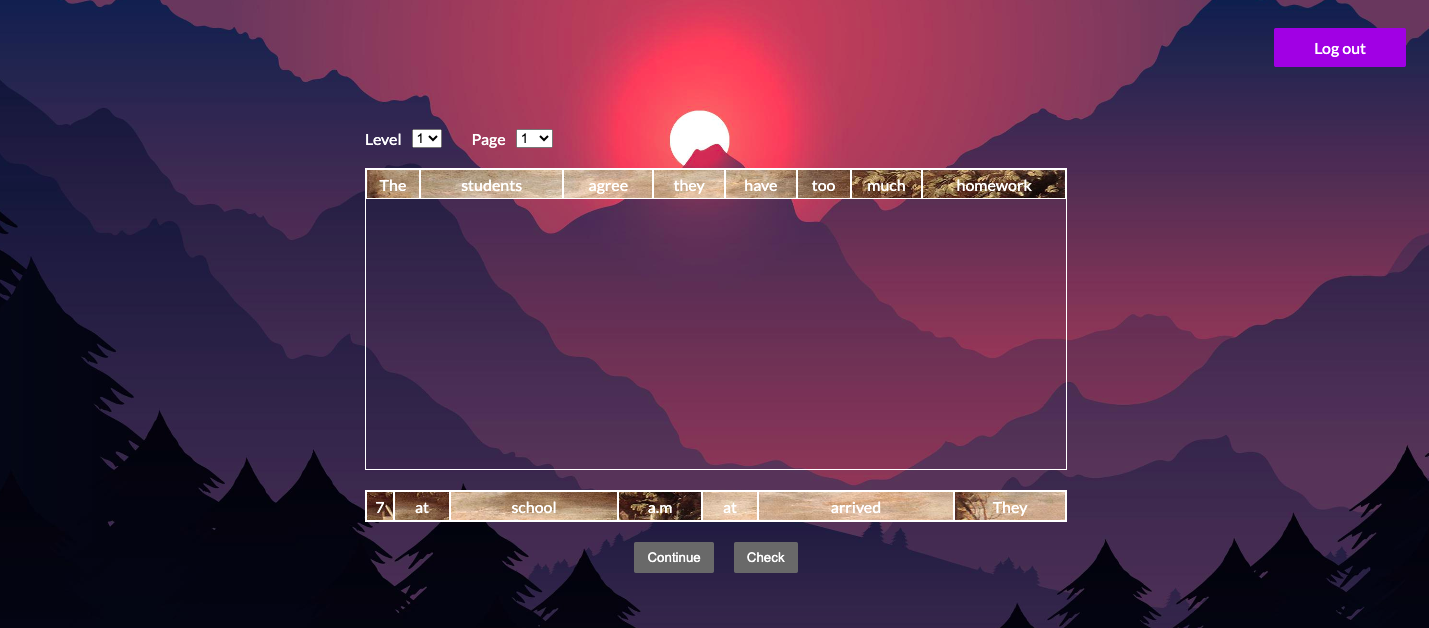 Log out
Level 1 Page 1
The students agree they have too much homework
7 at school a.m at arrived They
Continue Check